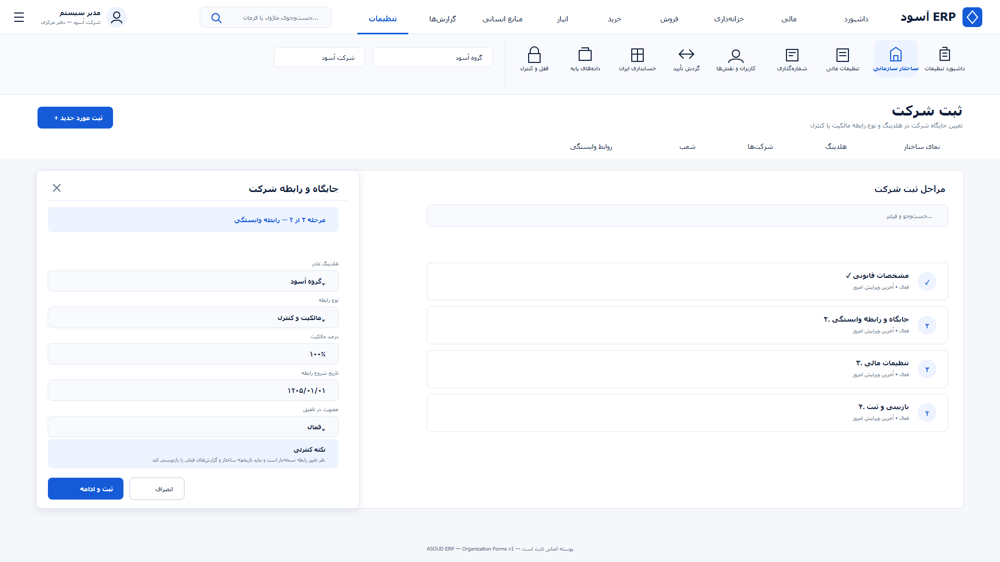 ERP آسود
داشبورد
مالی
خزانه‌داری
فروش
خرید
انبار
منابع انسانی
گزارش‌ها
تنظیمات
جست‌وجوی ماژول یا فرمان...
مدیر سیستم
شرکت آسود — دفتر مرکزی
داشبورد تنظیمات
ساختار سازمانی
تنظیمات مالی
شماره‌گذاری
کاربران و نقش‌ها
گردش تأیید
حسابداری ایران
داده‌های پایه
قفل و کنترل
گروه آسود
شرکت آسود
ثبت شرکت
تعیین جایگاه شرکت در هلدینگ و نوع رابطه مالکیت یا کنترل
ثبت مورد جدید +
نمای ساختار
هلدینگ
شرکت‌ها
شعب
روابط وابستگی
مراحل ثبت شرکت
جست‌وجو و فیلتر...
✓
مشخصات قانونی ✓
فعال • آخرین ویرایش امروز
۲
۲. جایگاه و رابطه وابستگی
فعال • آخرین ویرایش امروز
۳
۳. تنظیمات مالی
فعال • آخرین ویرایش امروز
۴
۴. بازبینی و ثبت
فعال • آخرین ویرایش امروز
جایگاه و رابطه شرکت
مرحله ۲ از ۴ — رابطه وابستگی
هلدینگ مادر
گروه آسود
نوع رابطه
مالکیت و کنترل
درصد مالکیت
۱۰۰%
تاریخ شروع رابطه
۱۴۰۵/۰۱/۰۱
عضویت در تلفیق
فعال
نکته کنترلی
هر تغییر رابطه نسخه‌دار است و نباید تاریخچه ساختار و گزارش‌های قبلی را بازنویسی کند.
انصراف
ثبت و ادامه
ASOUD ERP — Organization Forms v1 — پوسته اصلی ثابت است